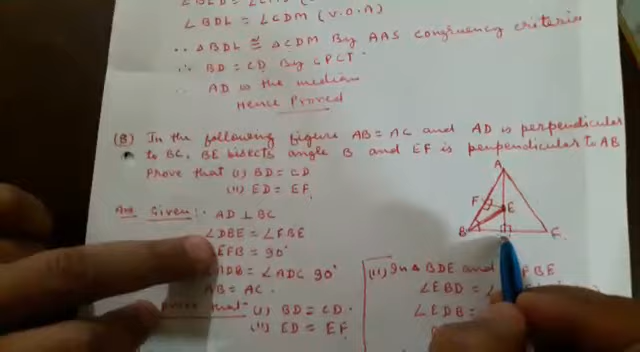 ∠BDL = ∠CDM (V.O.A)
∴ △BDL ≅ △CDM By AAS congruency criteria
∴ BD = CD By CPCT
AD is the median
Hence Proved
(8) In the following figure AB = AC and AD is perpendicular
to BC. BE bisects angle B and EF is perpendicular to AB
Prove that (i) BD = CD
(ii) ED = EF.
Ans Given:- AD ⊥ BC
∠DBE = ∠FBE
EFB = 90°
ADB = ∠ADC 90°
AB = AC
prove that (i) BD = CD.
(ii) ED = EF
A
F
E
B
C
(ii) In △ BDE and FBE
∠EBD = ∠
∠EDB =